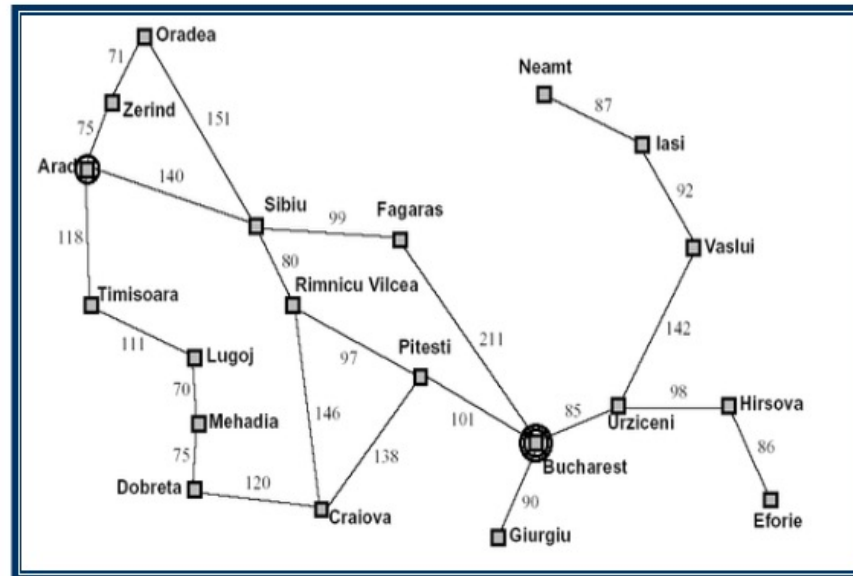 Oradea
71
Neamt
87
Zerind
151
75
Iasi
Arad
140
92
Sibiu
Fagaras
99
118
Vaslui
80
Timisoara
Rimnicu Vilcea
142
111
211
Lugoj
97
Pitesti
70
98
Hirsova
85
146
101
Urziceni
Mehadia
86
138
75
Bucharest
Dobreta
120
90
Craiova
Eforie
Giurgiu